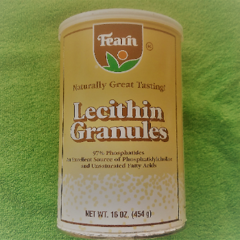 Fearn
®
Naturally Great Tasting!
Lecithin
Granules
97% Phosphatides
An Excellent Source of Phosphatidylcholine
and Unsaturated Fatty Acids
NET WT. 16 OZ. (454 g)